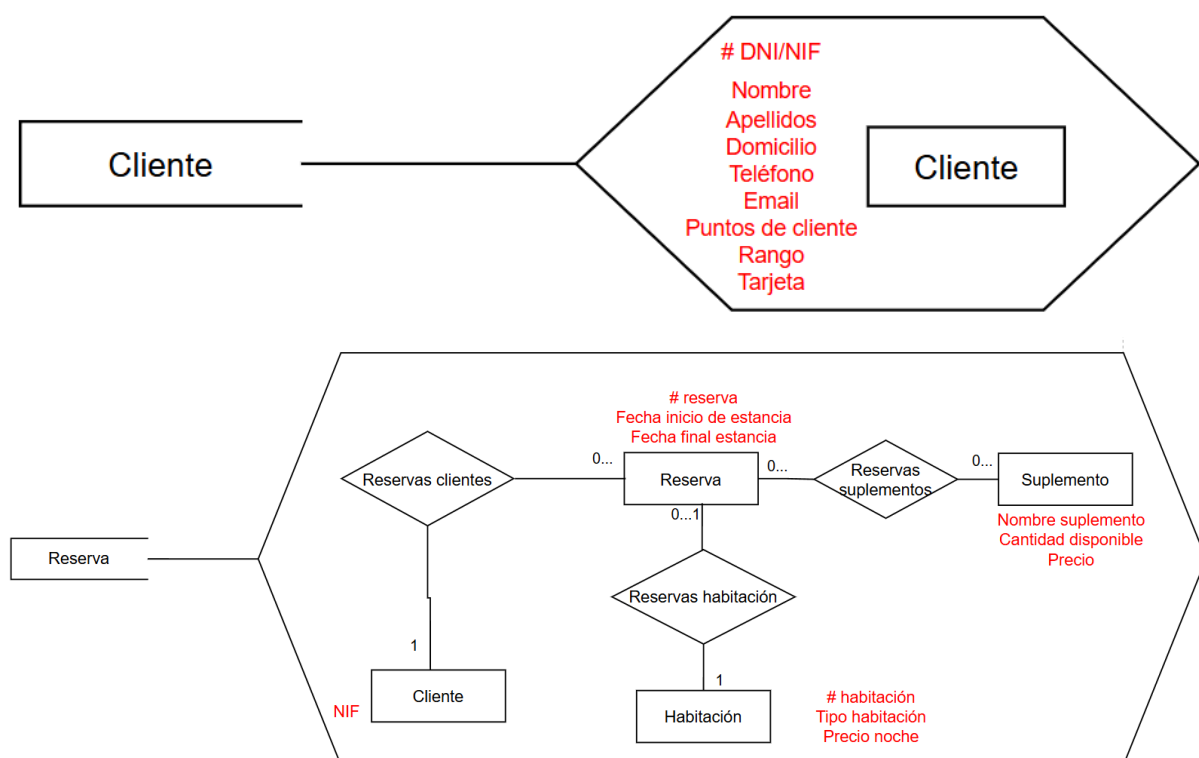 Cliente
# DNI/NIF
Nombre
Apellidos
Domicilio
Teléfono
Email
Puntos de cliente
Rango
Tarjeta
Cliente
Reserva
Reservas clientes
0...
# reserva
Fecha inicio de estancia
Fecha final estancia
Reserva
0...
Reservas
suplementos
0...
Suplemento
Nombre suplemento
Cantidad disponible
Precio
0...1
Reservas habitación
1
NIF
Cliente
1
Habitación
# habitación
Tipo habitación
Precio noche